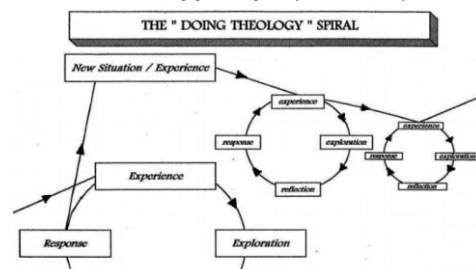 THE " DOING THEOLOGY " SPIRAL
New Situation / Experience
experience
response
exploration
reflection
experience
response
exploration
reflection
Experience
Response
Exploration